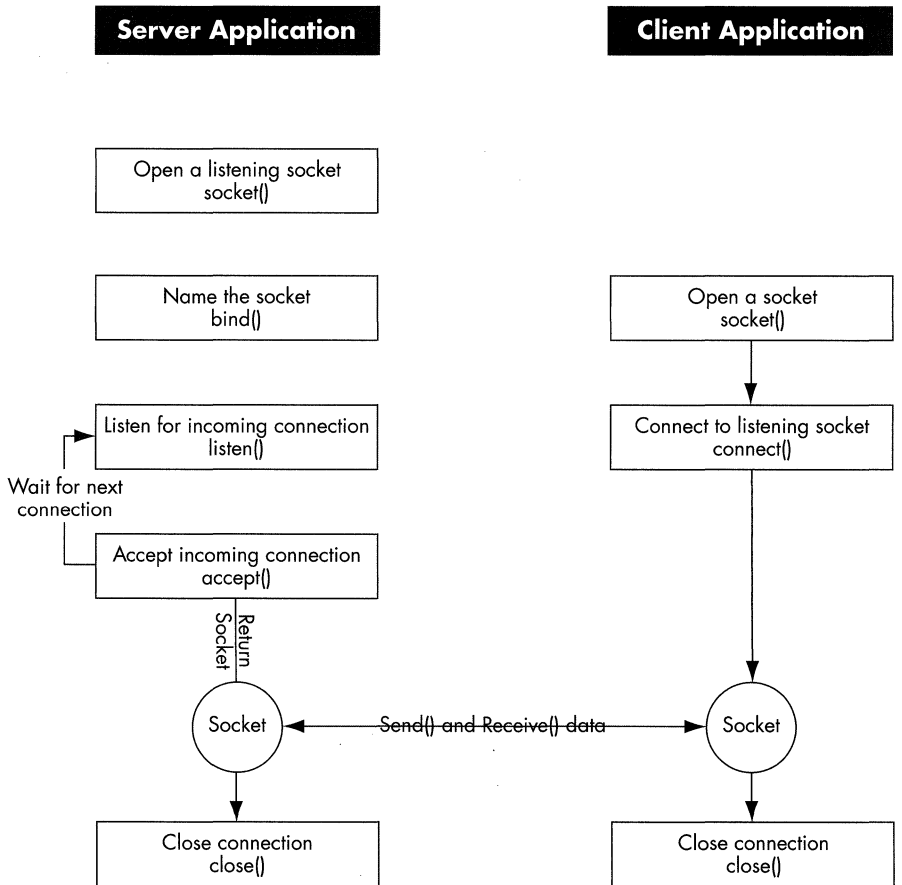 Server Application
Client Application
Open a listening socket
socket()
Name the socket
bind()
Open a socket
socket()
Listen for incoming connection
listen()
Connect to listening socket
connect()
Wait for next
connection
Accept incoming connection
accept()
Return
Socket
Socket
Send() and Receive() data
Socket
Close connection
close()
Close connection
close()